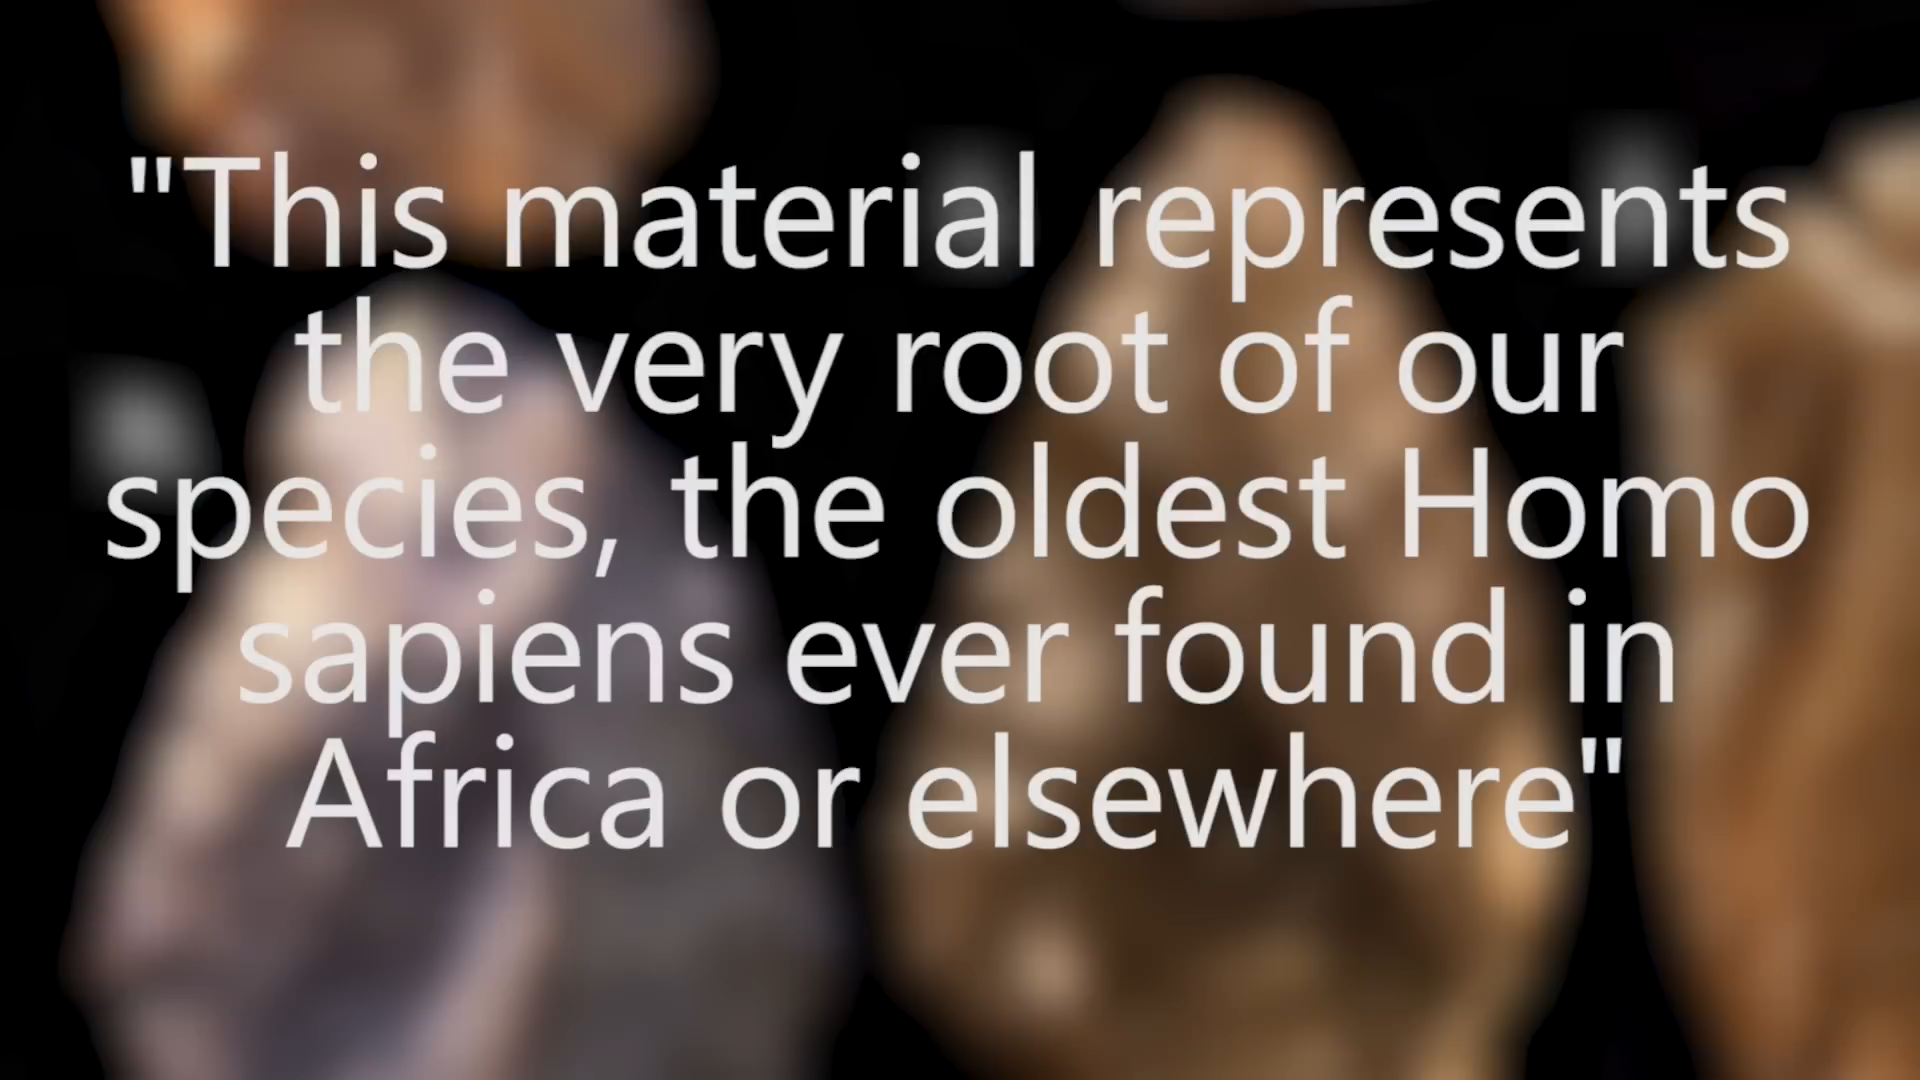 "This material represents
the very root of our
species, the oldest Homo
sapiens ever found in
Africa or elsewhere"